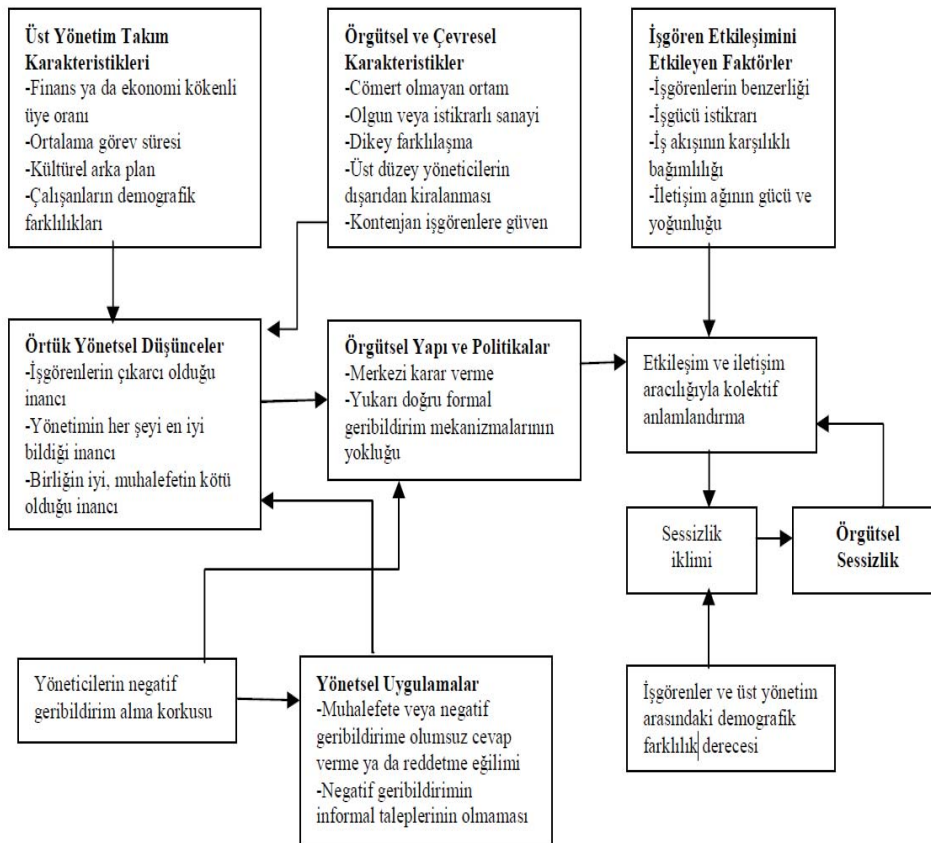 Üst Yönetim Takım
Karakteristikleri
-Finans ya da ekonomi kökenli
üye oranı
-Ortalama görev süresi
-Kültürel arka plan
-Çalışanların demografik
farklılıkları
Örgütsel ve Çevresel
Karakteristikler
-Cömert olmayan ortam
-Olgun veya istikrarlı sanayi
-Dikey farklılaşma
-Üst düzey yöneticilerin
dışarıdan kiralanması
-Kontenjan işgörenlere güven
İşgören Etkileşimini
Etkileyen Faktörler
-İşgörenlerin benzerliği
-İşgücü istikrarı
-İş akışının karşılıklı
bağımlılığı
-İletişim ağının gücü ve
yoğunluğu
Örtük Yönetsel Düşünceler
-İşgörenlerin çıkarcı olduğu
inancı
-Yönetimin her şeyi en iyi
bildiği inancı
-Birliğin iyi, muhalefetin kötü
olduğu inancı
Örgütsel Yapı ve Politikalar
-Merkezi karar verme
-Yukarı doğru formal
geribildirim mekanizmalarının
yokluğu
Etkileşim ve iletişim
aracılığıyla kolektif
anlamlandırma
Sessizlik
iklimi
Örgütsel
Sessizlik
Yöneticilerin negatif
geribildirim alma korkusu
Yönetsel Uygulamalar
-Muhalefete veya negatif
geribildirime olumsuz cevap
verme ya da reddetme eğilimi
-Negatif geribildirimin
informal taleplerinin olmaması
İşgörenler ve üst yönetim
arasındaki demografik
farklılık derecesi